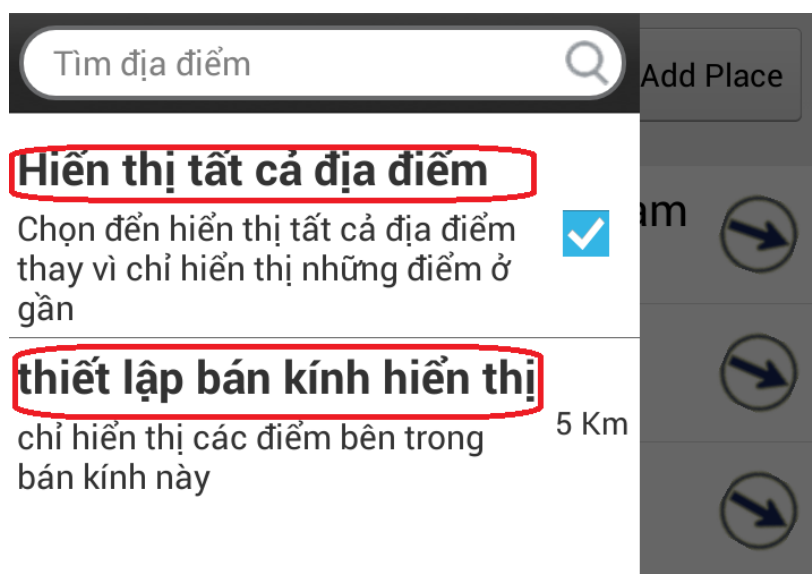 Tìm địa điểm
Add Place
Hiển thị tất cả địa điểm
am
Chọn đến hiển thị tất cả địa điểm
thay vì chỉ hiển thị những điểm ở
gần
thiết lập bán kính hiển thị
5 Km
chỉ hiển thị các điểm bên trong
bán kính này